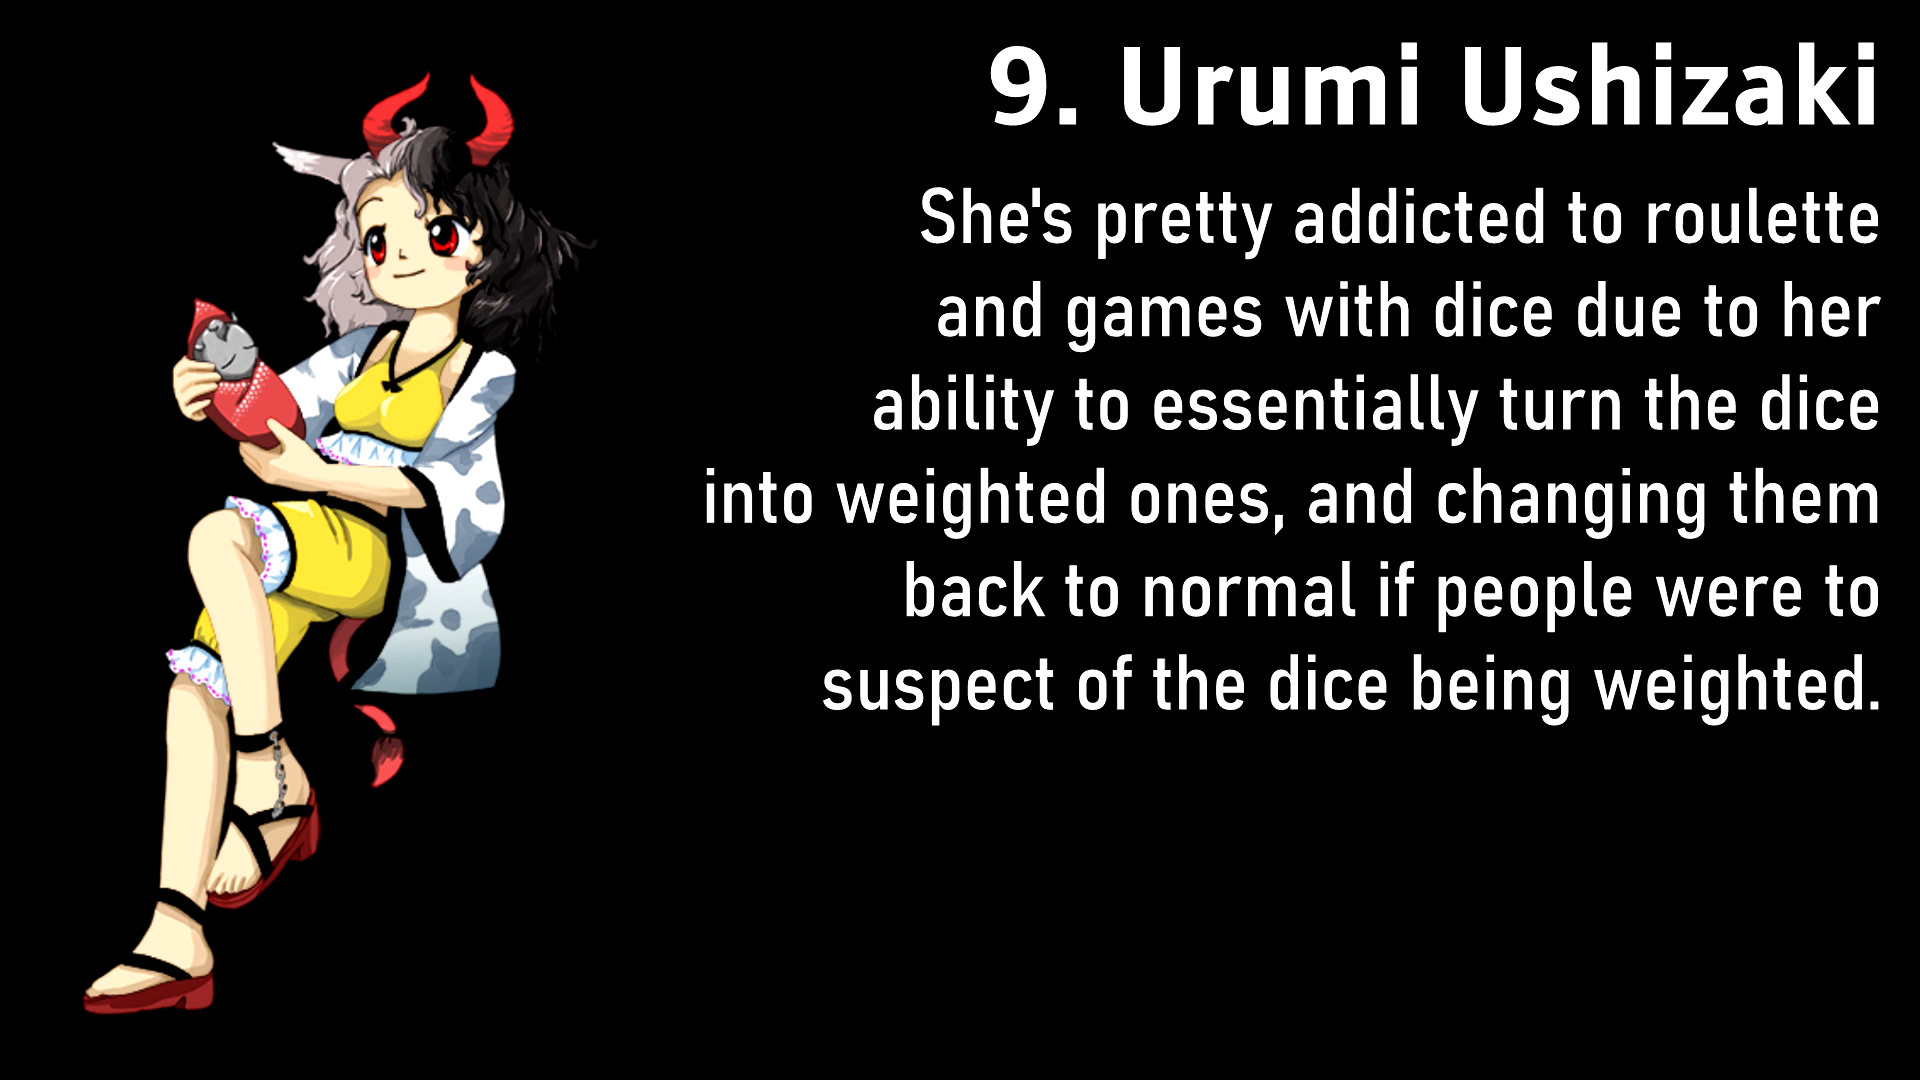 9. Urumi Ushizaki
She's pretty addicted to roulette
and games with dice due to her
ability to essentially turn the dice
into weighted ones, and changing them
back to normal if people were to
suspect of the dice being weighted.